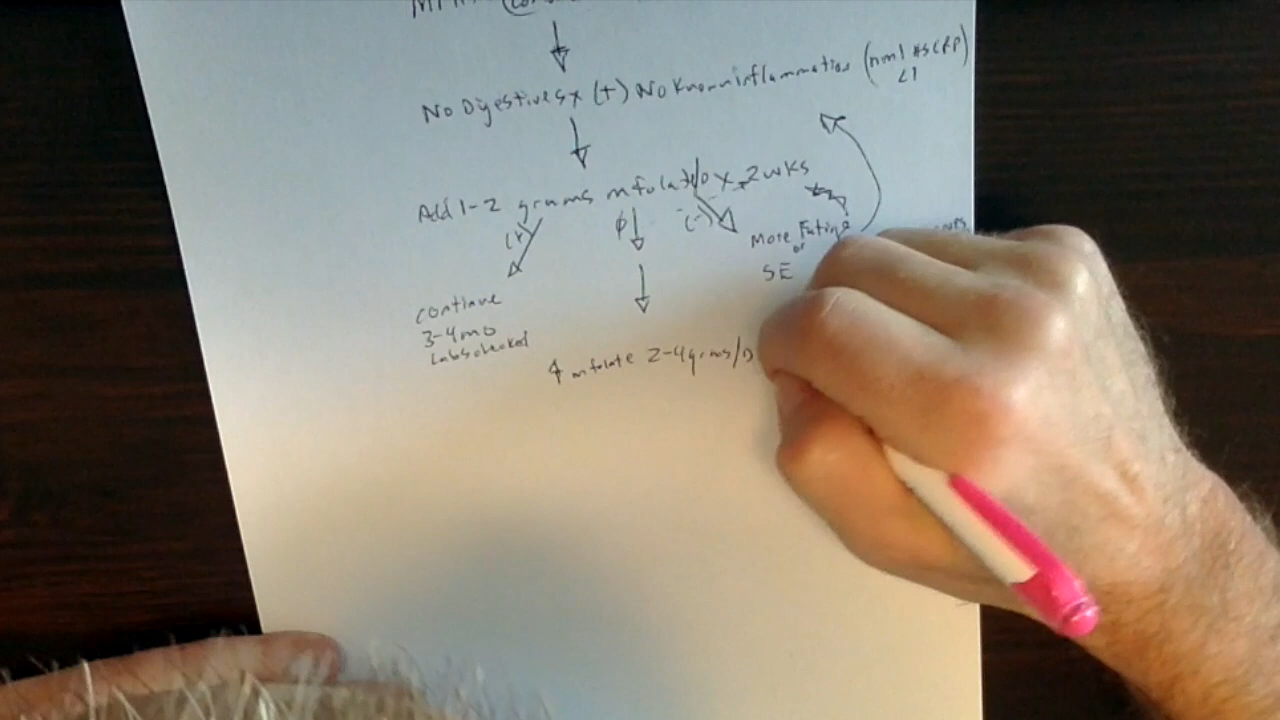 No Digestive sx (+) No Known inflammation (nml HSCRP)
<1
Add 1-2 grams mfolate/D x 2wks
(+) φ (-)
More Fatigue
or
SE
continue
3-4mo
Labs checked
↑ mfolate 2-4grams/D